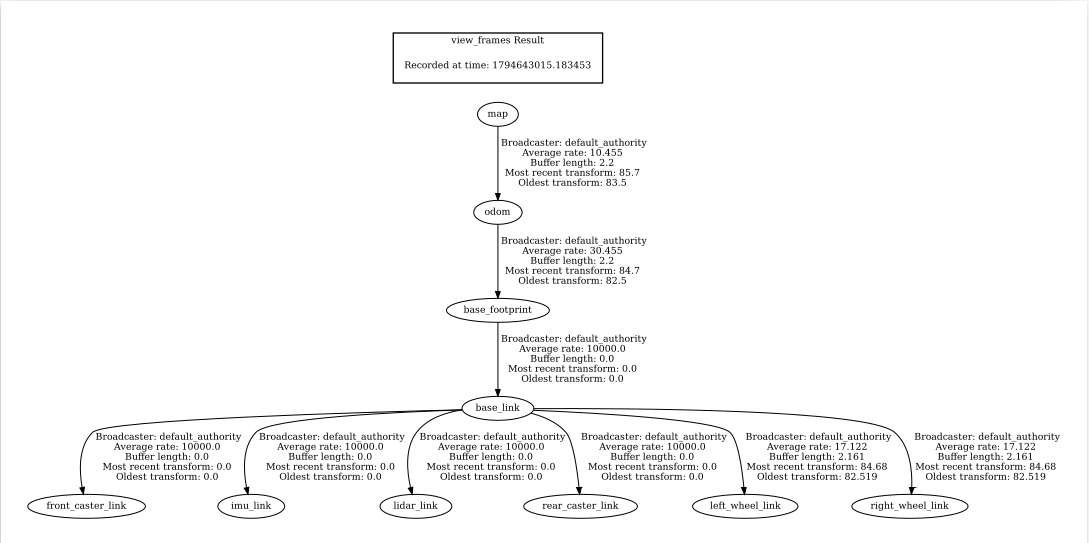 view_frames Result
Recorded at time: 1794643015.183453
map
Broadcaster: default_authority
Average rate: 10.455
Buffer length: 2.2
Most recent transform: 85.7
Oldest transform: 83.5
odom
Broadcaster: default_authority
Average rate: 30.455
Buffer length: 2.2
Most recent transform: 84.7
Oldest transform: 82.5
base_footprint
Broadcaster: default_authority
Average rate: 10000.0
Buffer length: 0.0
Most recent transform: 0.0
Oldest transform: 0.0
base_link
Broadcaster: default_authority
Average rate: 10000.0
Buffer length: 0.0
Most recent transform: 0.0
Oldest transform: 0.0
front_caster_link
Broadcaster: default_authority
Average rate: 10000.0
Buffer length: 0.0
Most recent transform: 0.0
Oldest transform: 0.0
imu_link
Broadcaster: default_authority
Average rate: 10000.0
Buffer length: 0.0
Most recent transform: 0.0
Oldest transform: 0.0
lidar_link
Broadcaster: default_authority
Average rate: 10000.0
Buffer length: 0.0
Most recent transform: 0.0
Oldest transform: 0.0
rear_caster_link
Broadcaster: default_authority
Average rate: 17.122
Buffer length: 2.161
Most recent transform: 84.68
Oldest transform: 82.519
left_wheel_link
Broadcaster: default_authority
Average rate: 17.122
Buffer length: 2.161
Most recent transform: 84.68
Oldest transform: 82.519
right_wheel_link